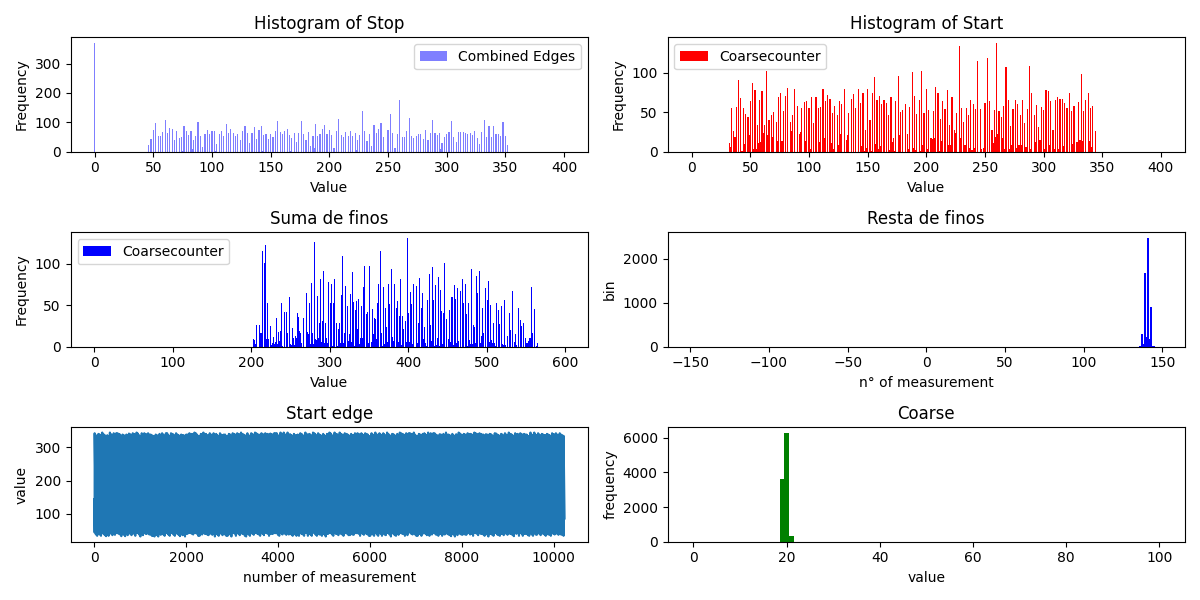 Histogram of Stop
Frequency
300
200
100
0
Combined Edges
0 50 100 150 200 250 300 350 400
Value
Histogram of Start
Frequency
100
50
0
Coarsecounter
0 50 100 150 200 250 300 350 400
Value
Suma de finos
Frequency
100
50
0
Coarsecounter
0 100 200 300 400 500 600
Value
Resta de finos
bin
2000
1000
0
−150 −100 −50 0 50 100 150
n° of measurement
Start edge
value
300
200
100
0 2000 4000 6000 8000 10000
number of measurement
Coarse
frequency
6000
4000
2000
0
0 20 40 60 80 100
value